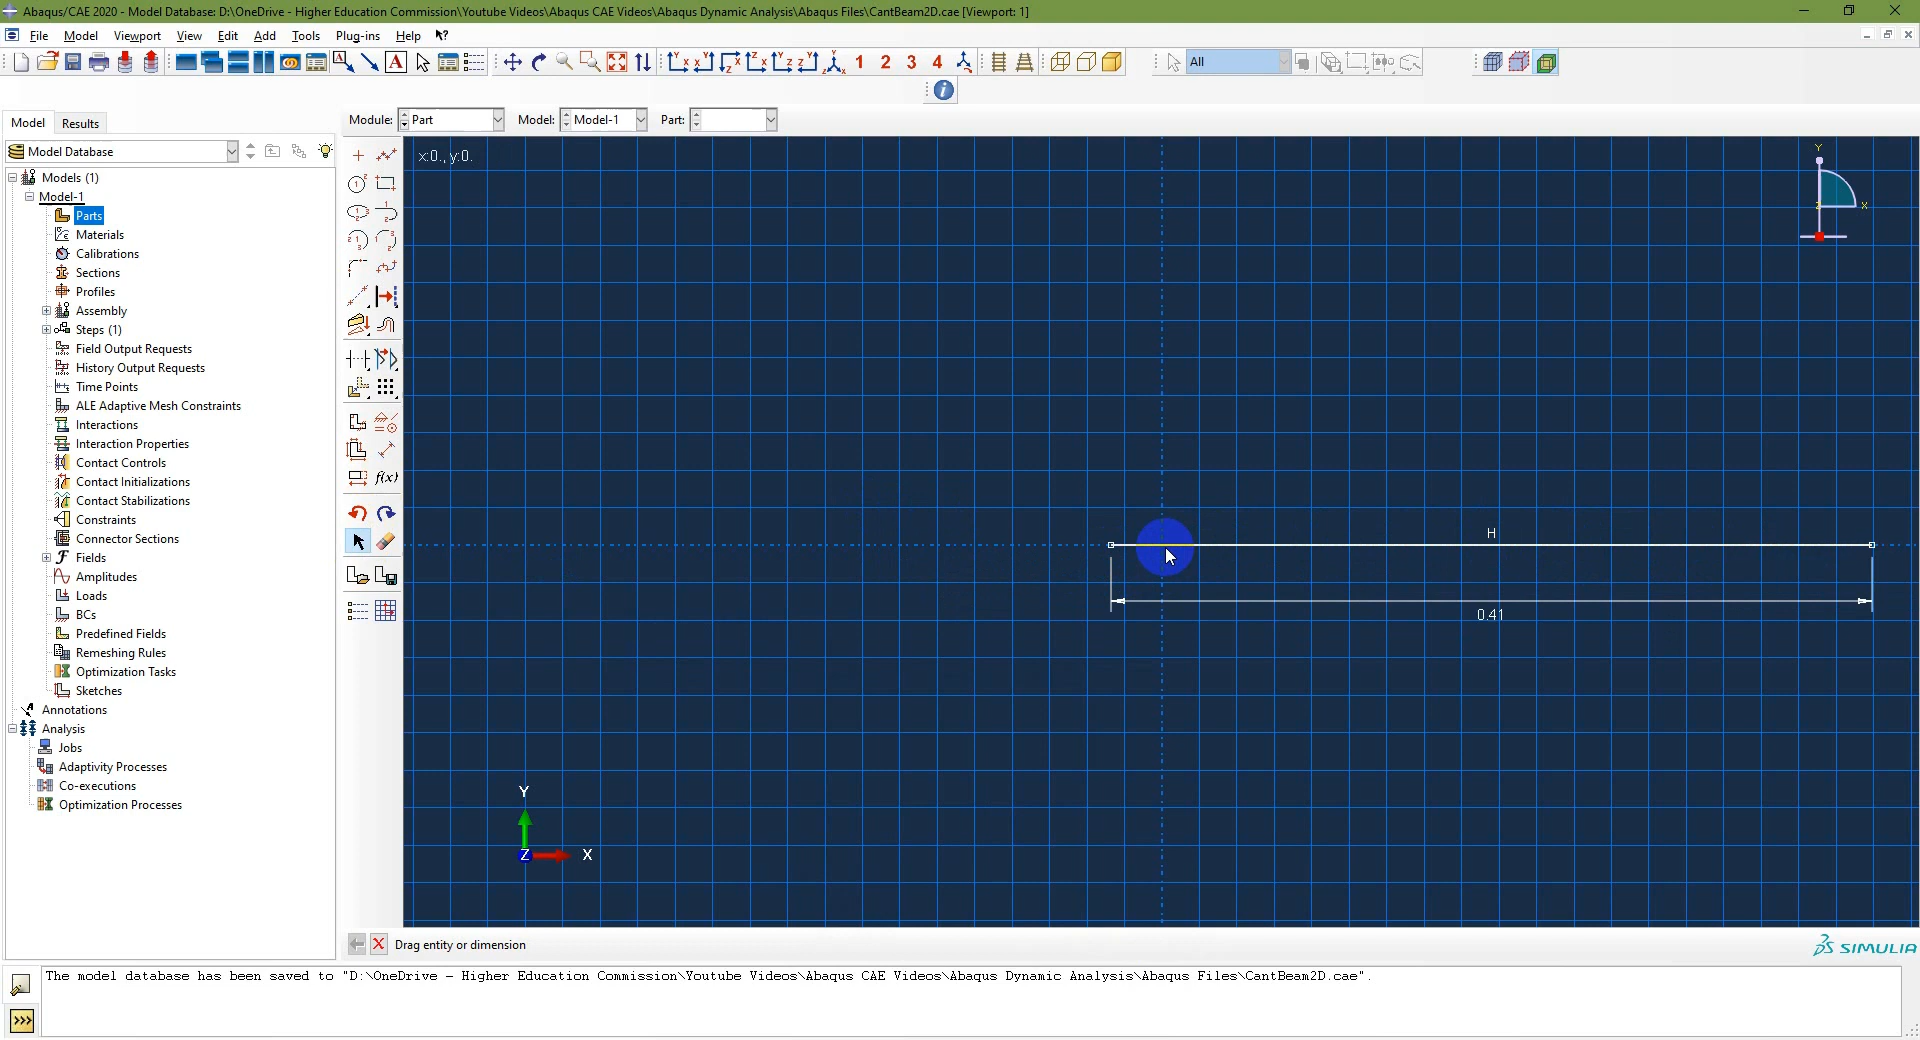 Abaqus/CAE 2020 - Model Database: D:\OneDrive - Higher Education Commission\Youtube Videos\Abaqus CAE Videos\Abaqus Dynamic Analysis\Abaqus Files\CantBeam2D.cae [Viewport: 1]
File Model Viewport View Edit Add Tools Plug-ins Help
1 2 3 4 All
Model Results Module: Part Model: Model-1 Part:
Model Database
x:0., y:0.
Models (1)
Model-1
Parts
Materials
Calibrations
Sections
Profiles
Assembly
Steps (1)
Field Output Requests
History Output Requests
Time Points
ALE Adaptive Mesh Constraints
Interactions
Interaction Properties
Contact Controls
Contact Initializations
Contact Stabilizations
Constraints
Connector Sections
Fields
Amplitudes
Loads
BCs
Predefined Fields
Remeshing Rules
Optimization Tasks
Sketches
Annotations
Analysis
Jobs
Adaptivity Processes
Co-executions
Optimization Processes
f(x)
Y
X
H
0.41
Y
Z X
Drag entity or dimension
SIMULIA
The model database has been saved to "D:\OneDrive - Higher Education Commission\Youtube Videos\Abaqus CAE Videos\Abaqus Dynamic Analysis\Abaqus Files\CantBeam2D.cae".
>>>